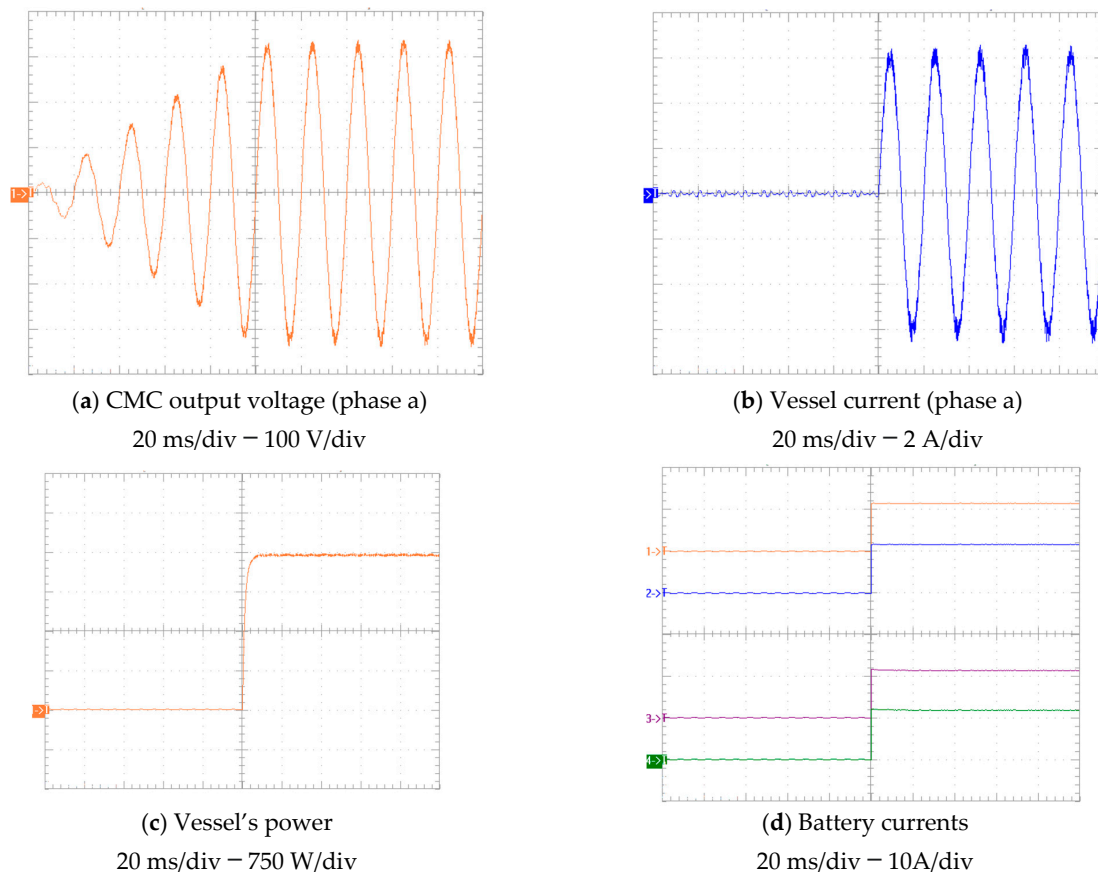 1->
(a) CMC output voltage (phase a)
20 ms/div − 100 V/div
(b) Vessel current (phase a)
20 ms/div − 2 A/div
(c) Vessel’s power
20 ms/div − 750 W/div
1->
2->
3->
4->
(d) Battery currents
20 ms/div − 10A/div